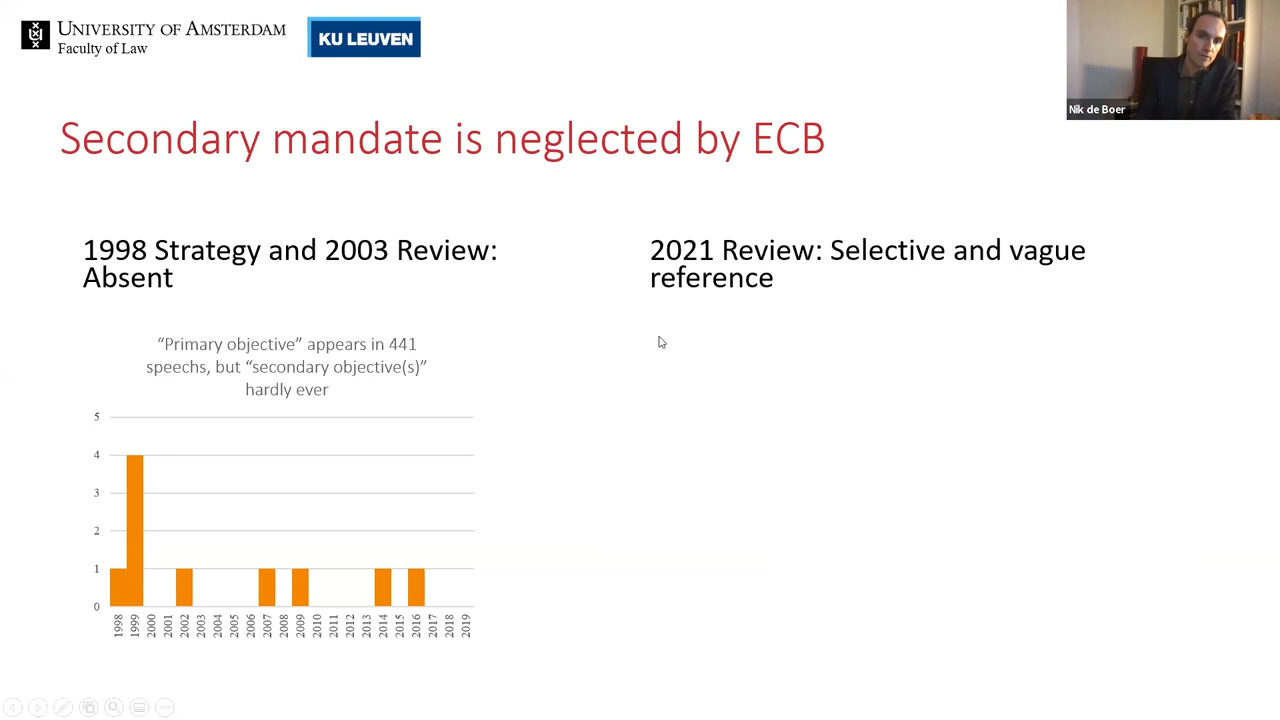 UNIVERSITY OF AMSTERDAM
Faculty of Law
KU LEUVEN
Nik de Boer
Secondary mandate is neglected by ECB
1998 Strategy and 2003 Review:
Absent
2021 Review: Selective and vague
reference
“Primary objective” appears in 441
speechs, but “secondary objective(s)”
hardly ever
5
4
3
2
1
0
1998
1999
2000
2001
2002
2003
2004
2005
2006
2007
2008
2009
2010
2011
2012
2013
2014
2015
2016
2017
2018
2019